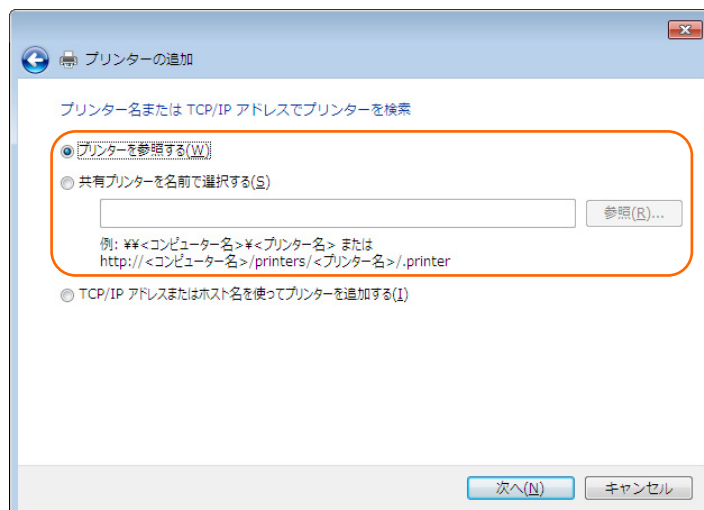 プリンターの追加
プリンター名または TCP/IP アドレスでプリンターを検索
プリンターを参照する(W)
共有プリンターを名前で選択する(S)
参照(R)...
例: ¥¥<コンピューター名>¥<プリンター名> または
http://<コンピューター名>/printers/<プリンター名>/.printer
TCP/IP アドレスまたはホスト名を使ってプリンターを追加する(I)
次へ(N)
キャンセル